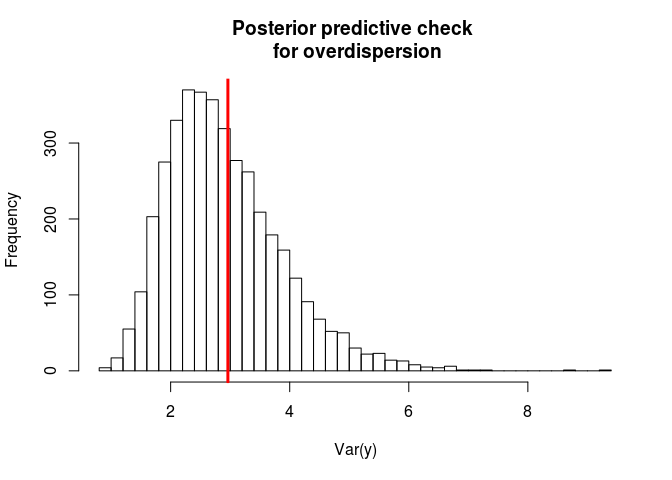 Posterior predictive check
for overdispersion
Frequency
300
200
100
0
2 4 6 8
Var(y)